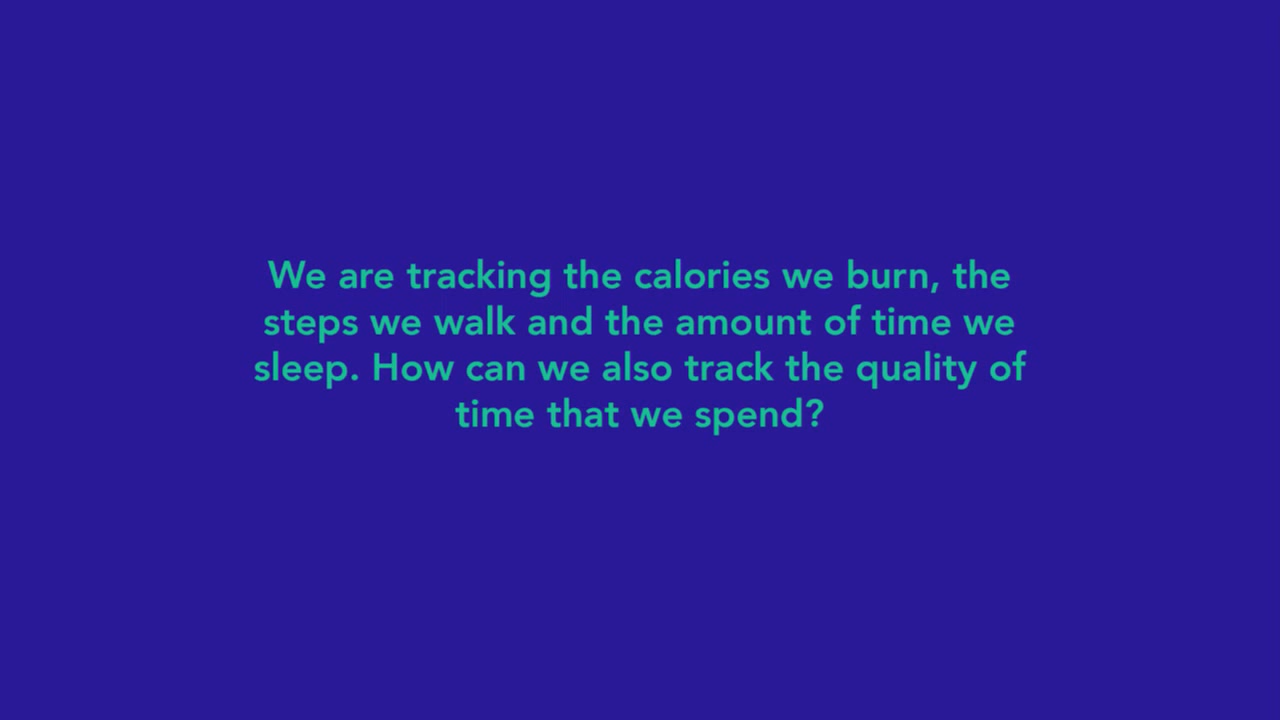 We are tracking the calories we burn, the
steps we walk and the amount of time we
sleep. How can we also track the quality of
time that we spend?